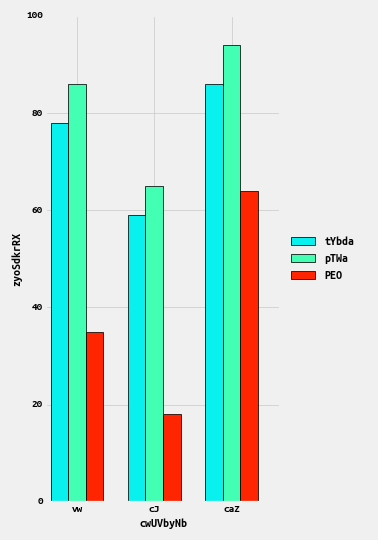 100
80
60
40
20
0
zyoSdkrRX
vw
cJ
caZ
cwUVbyNb
tYbda
pTWa
PEO